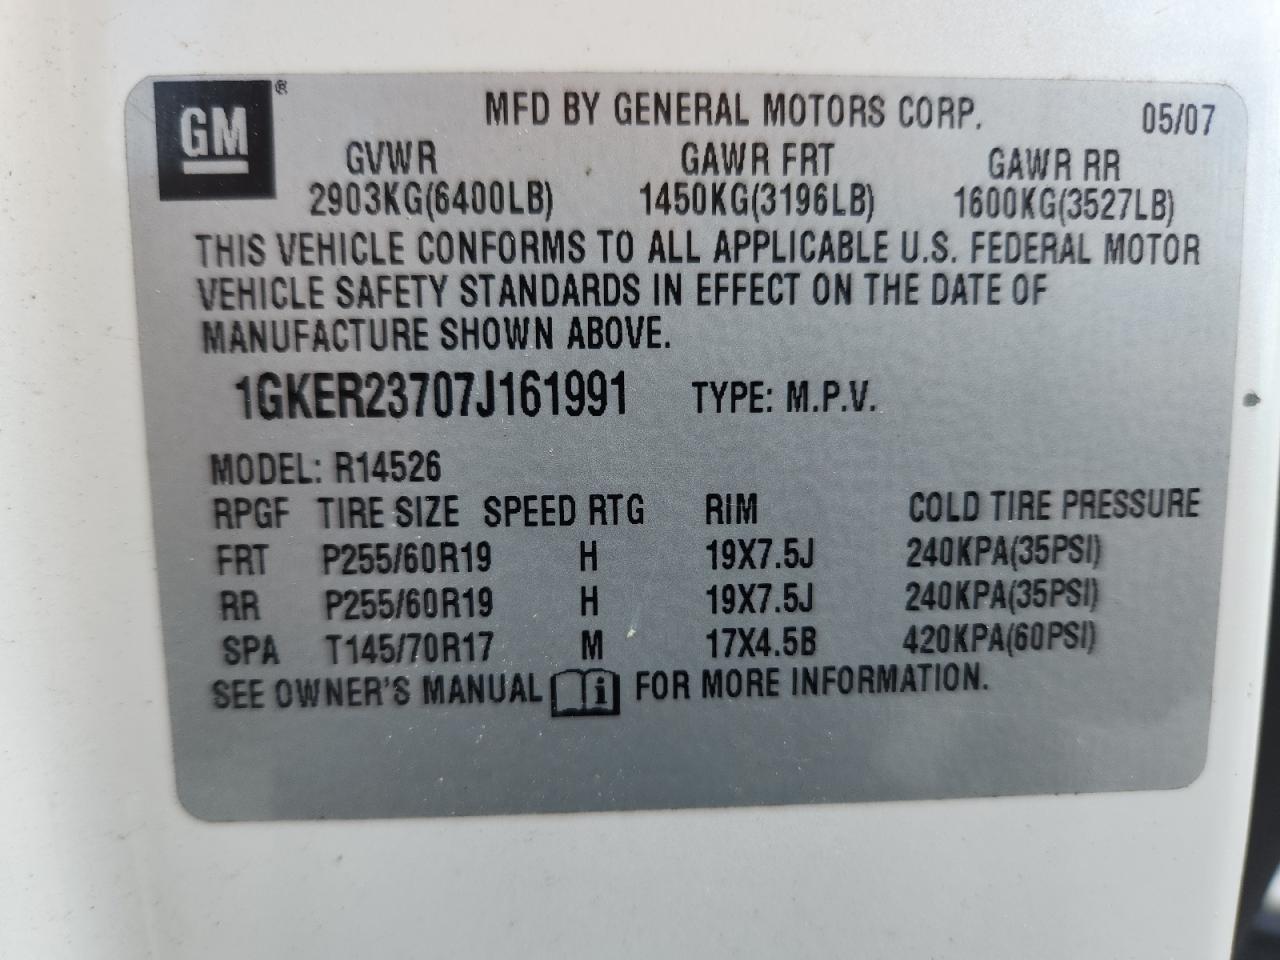 GM ®
MFD BY GENERAL MOTORS CORP. 05/07
GVWR GAWR FRT GAWR RR
2903KG(6400LB) 1450KG(3196LB) 1600KG(3527LB)
THIS VEHICLE CONFORMS TO ALL APPLICABLE U.S. FEDERAL MOTOR
VEHICLE SAFETY STANDARDS IN EFFECT ON THE DATE OF
MANUFACTURE SHOWN ABOVE.
1GKER23707J161991 TYPE: M.P.V.
MODEL: R14526
RPGF TIRE SIZE SPEED RTG RIM COLD TIRE PRESSURE
FRT P255/60R19 H 19X7.5J 240KPA(35PSI)
RR P255/60R19 H 19X7.5J 240KPA(35PSI)
SPA T145/70R17 M 17X4.5B 420KPA(60PSI)
SEE OWNER'S MANUAL i FOR MORE INFORMATION.